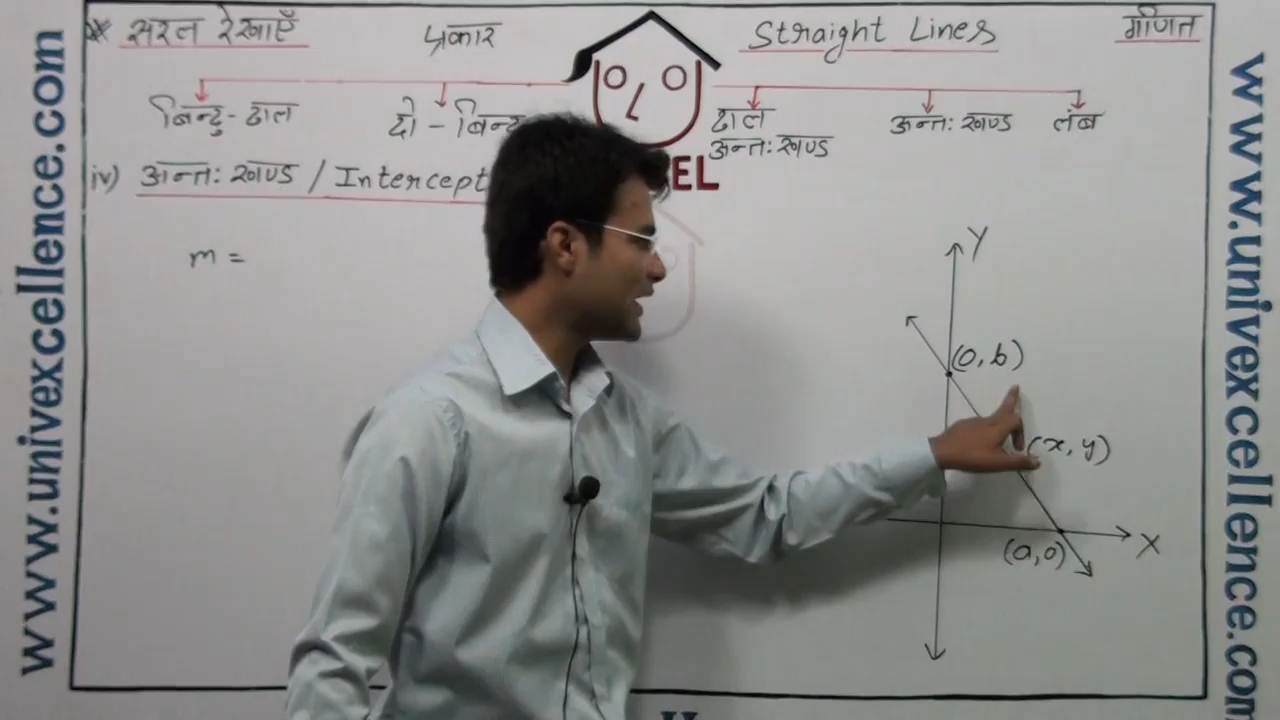 सरल रेखाएँ प्रकार Straight Lines गणित
बिन्दु-ढाल दो-बिन्दु ढाल अन्तः खण्ड लंब
अन्तः खण्ड
iv) अन्तः खण्ड / Intercept EL
m =
Y
(0, b)
(x, y)
(a, 0)
X
www.univexcellence.com
www.univexcellence.com